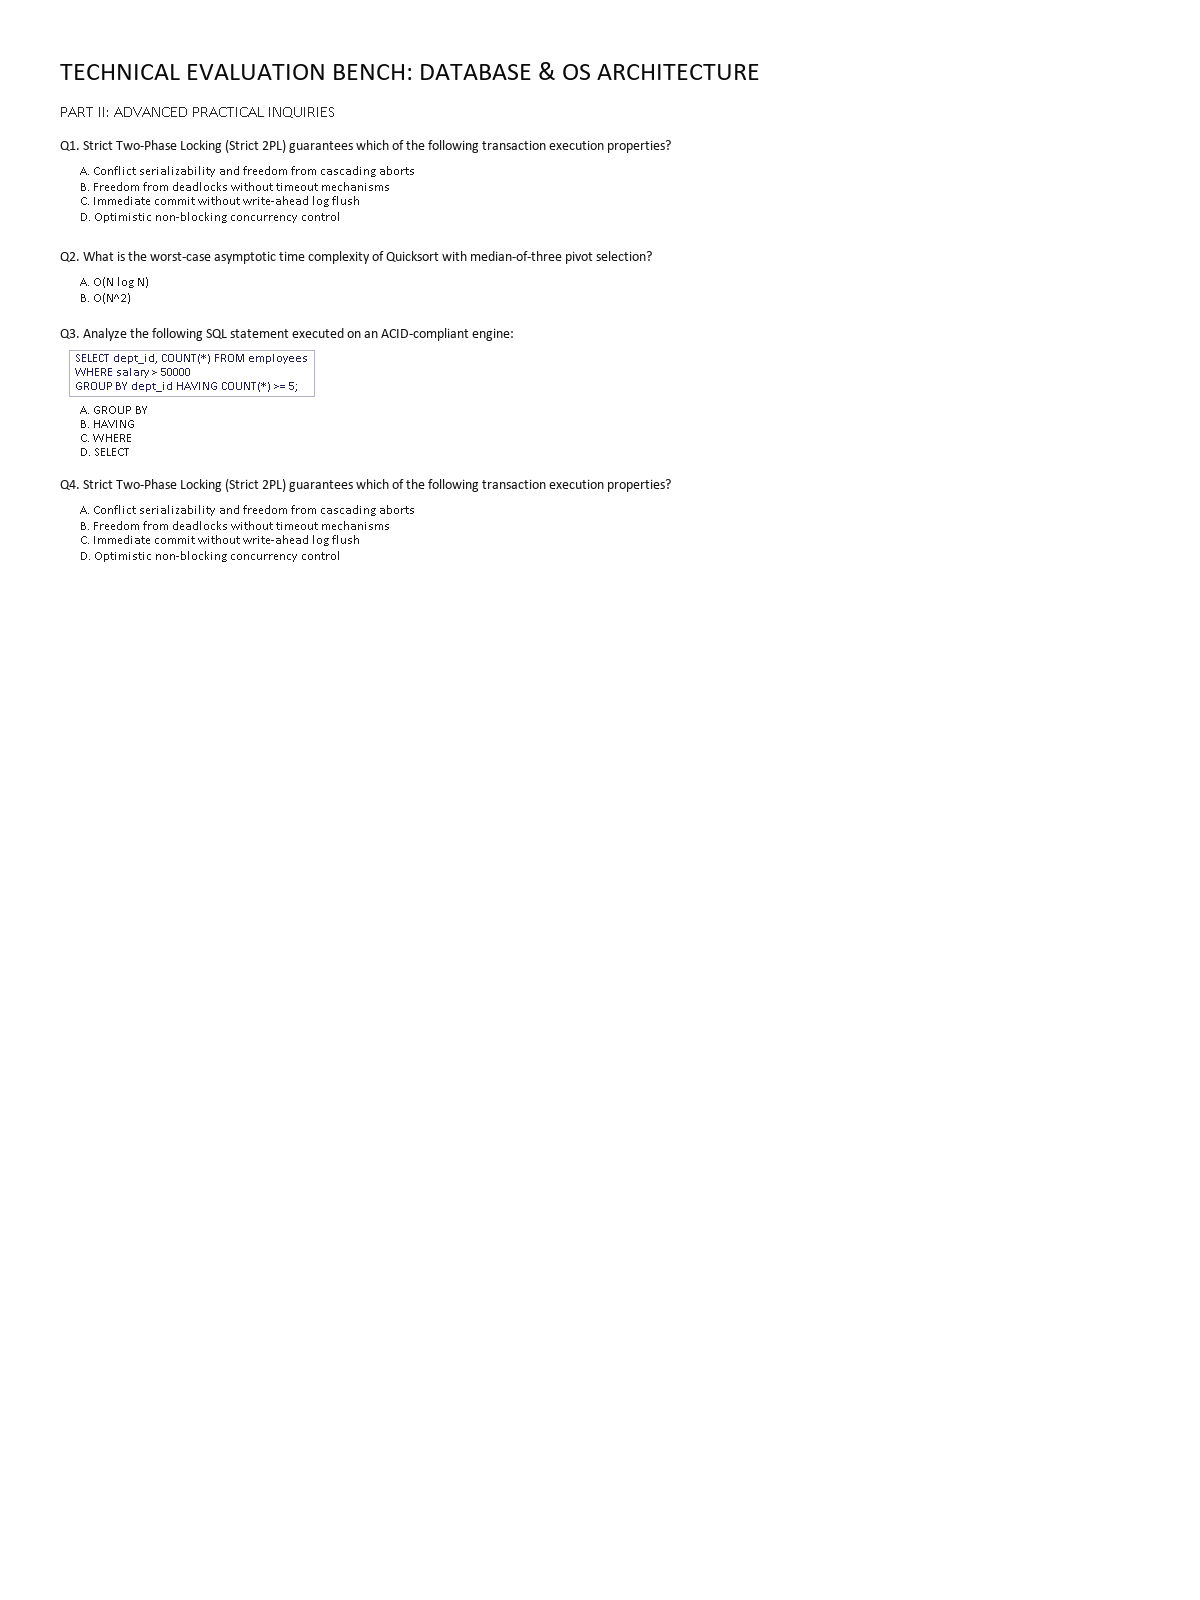 TECHNICAL EVALUATION BENCH: DATABASE & OS ARCHITECTURE
PART II: ADVANCED PRACTICAL INQUIRIES
Q1. Strict Two-Phase Locking (Strict 2PL) guarantees which of the following transaction execution properties?
A. Conflict serializability and freedom from cascading aborts
B. Freedom from deadlocks without timeout mechanisms
C. Immediate commit without write-ahead log flush
D. Optimistic non-blocking concurrency control
Q2. What is the worst-case asymptotic time complexity of Quicksort with median-of-three pivot selection?
A. O(N log N)
B. O(N^2)
Q3. Analyze the following SQL statement executed on an ACID-compliant engine:
SELECT dept_id, COUNT(*) FROM employees
WHERE salary > 50000
GROUP BY dept_id HAVING COUNT(*) >= 5;
A. GROUP BY
B. HAVING
C. WHERE
D. SELECT
Q4. Strict Two-Phase Locking (Strict 2PL) guarantees which of the following transaction execution properties?
A. Conflict serializability and freedom from cascading aborts
B. Freedom from deadlocks without timeout mechanisms
C. Immediate commit without write-ahead log flush
D. Optimistic non-blocking concurrency control